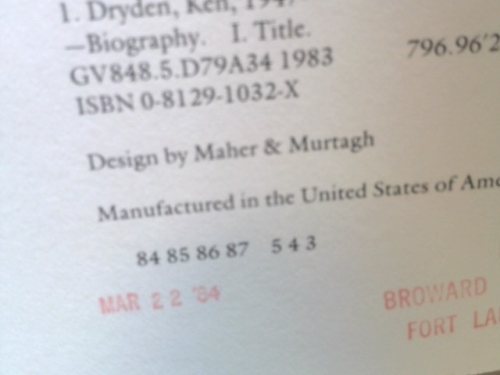 1. Dryden, Ken,
—Biography. I. Title.
GV848.5.D79A34 1983 796.96'2
ISBN 0-8129-1032-X
Design by Maher & Murtagh
Manufactured in the United States of Ame
84 85 86 87 5 4 3
MAR 22 '84
BROWARD
FORT LA